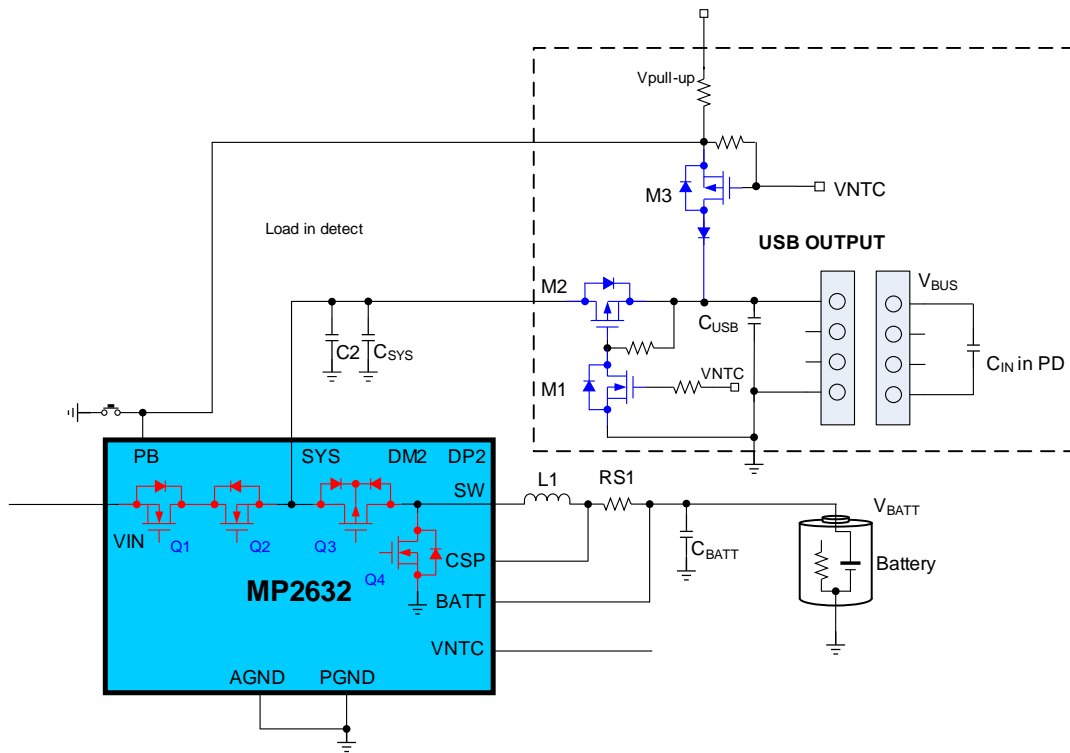 Vpull-up
M3
VNTC
Load in detect
USB OUTPUT
M2
VBUS
CUSB
C2
CSYS
VNTC
CIN in PD
M1
PB
SYS
DM2
DP2
SW
L1
RS1
VBATT
VIN
Q1
Q2
Q3
Q4
CSP
CBATT
Battery
MP2632
BATT
VNTC
AGND
PGND